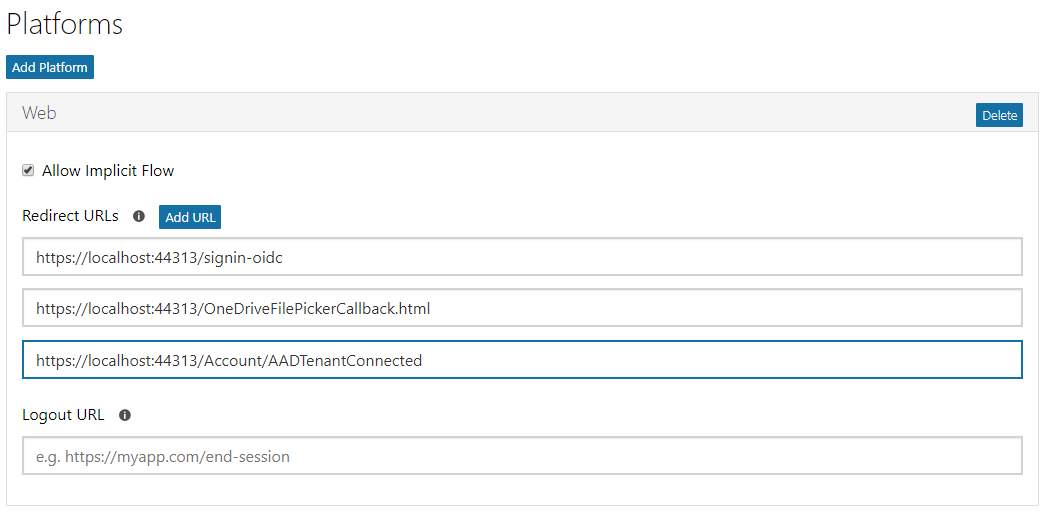 Platforms
Add Platform
Web
Delete
Allow Implicit Flow
Redirect URLs
Add URL
https://localhost:44313/signin-oidc
https://localhost:44313/OneDriveFilePickerCallback.html
https://localhost:44313/Account/AADTenantConnected
Logout URL
e.g. https://myapp.com/end-session